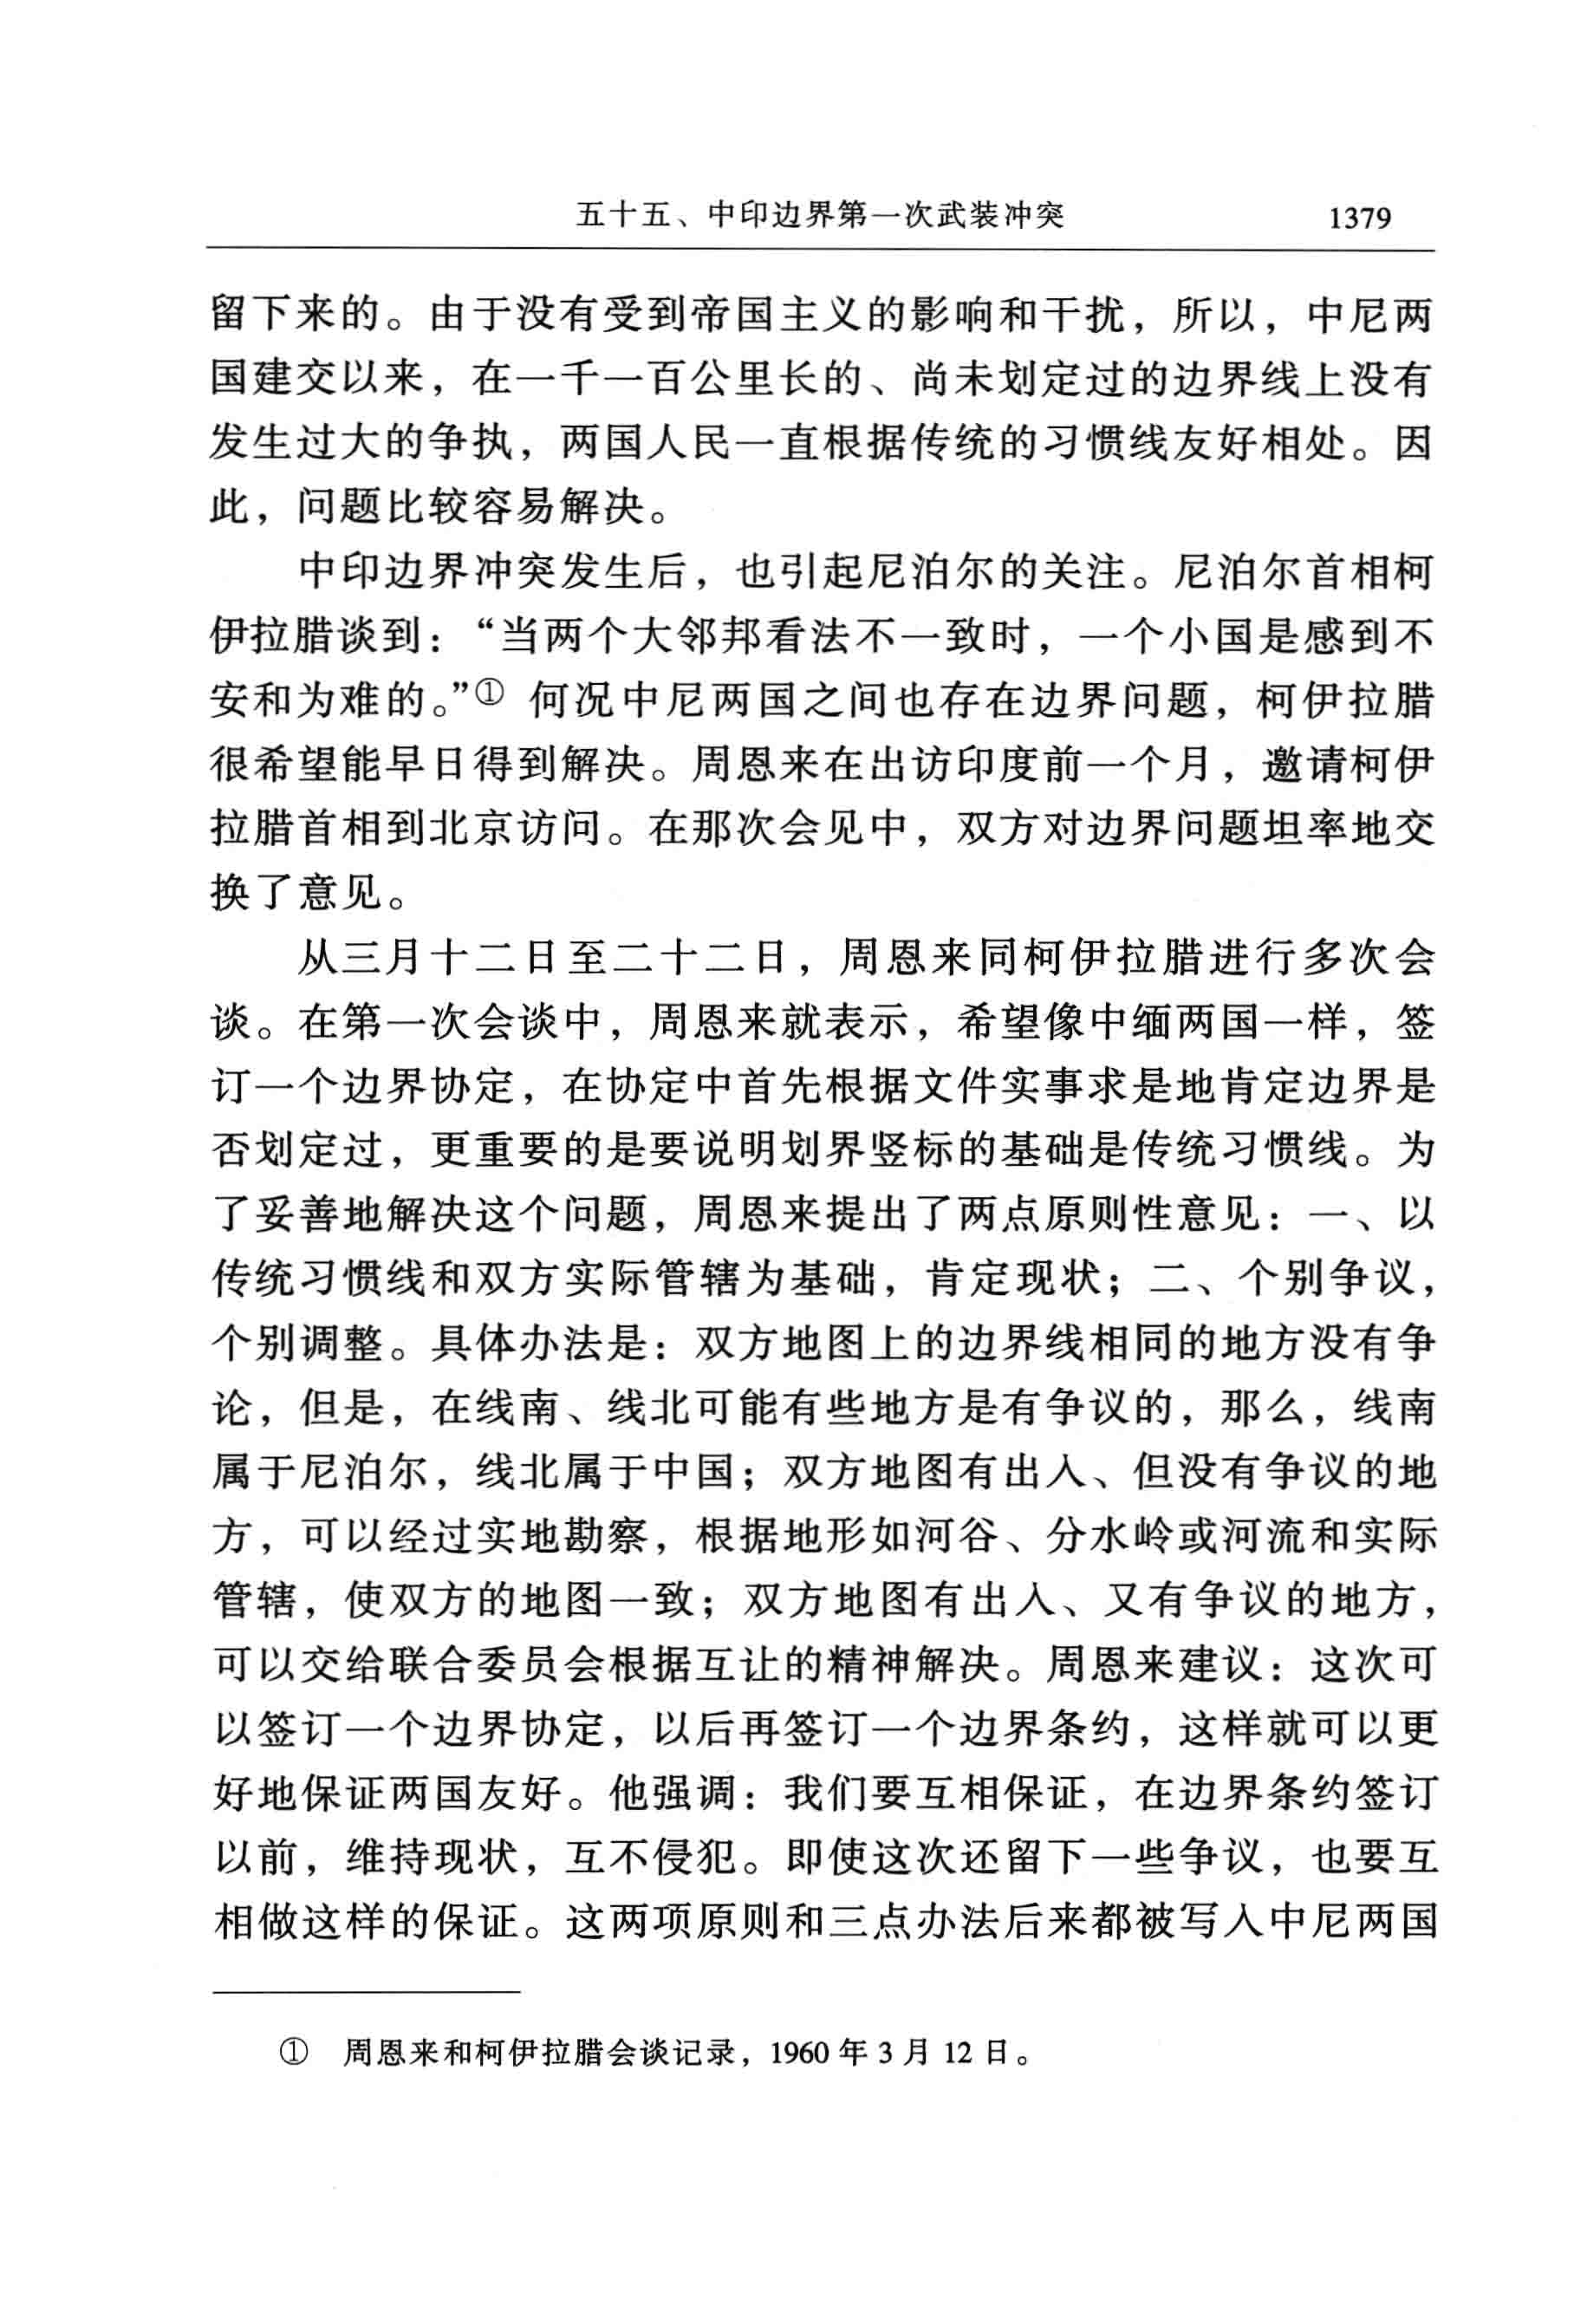 五十五、中印边界第一次武装冲突 1379
留下来的。由于没有受到帝国主义的影响和干扰，所以，中尼两
国建交以来，在一千一百公里长的、尚未划定过的边界线上没有
发生过大的争执，两国人民一直根据传统的习惯线友好相处。因
此，问题比较容易解决。
中印边界冲突发生后，也引起尼泊尔的关注。尼泊尔首相柯
伊拉腊谈到：“当两个大邻邦看法不一致时，一个小国是感到不
安和为难的。”① 何况中尼两国之间也存在边界问题，柯伊拉腊
很希望能早日得到解决。周恩来在出访印度前一个月，邀请柯伊
拉腊首相到北京访问。在那次会见中，双方对边界问题坦率地交
换了意见。
从三月十二日至二十二日，周恩来同柯伊拉腊进行多次会
谈。在第一次会谈中，周恩来就表示，希望像中缅两国一样，签
订一个边界协定，在协定中首先根据文件实事求是地肯定边界是
否划定过，更重要的是要说明划界竖标的基础是传统习惯线。为
了妥善地解决这个问题，周恩来提出了两点原则性意见：一、以
传统习惯线和双方实际管辖为基础，肯定现状；二、个别争议，
个别调整。具体办法是：双方地图上的边界线相同的地方没有争
论，但是，在线南、线北可能有些地方是有争议的，那么，线南
属于尼泊尔，线北属于中国；双方地图有出入、但没有争议的地
方，可以经过实地勘察，根据地形如河谷、分水岭或河流和实际
管辖，使双方的地图一致；双方地图有出入、又有争议的地方，
可以交给联合委员会根据互让的精神解决。周恩来建议：这次可
以签订一个边界协定，以后再签订一个边界条约，这样就可以更
好地保证两国友好。他强调：我们要互相保证，在边界条约签订
以前，维持现状，互不侵犯。即使这次还留下一些争议，也要互
相做这样的保证。这两项原则和三点办法后来都被写入中尼两国
① 周恩来和柯伊拉腊会谈记录，1960 年 3 月 12 日。